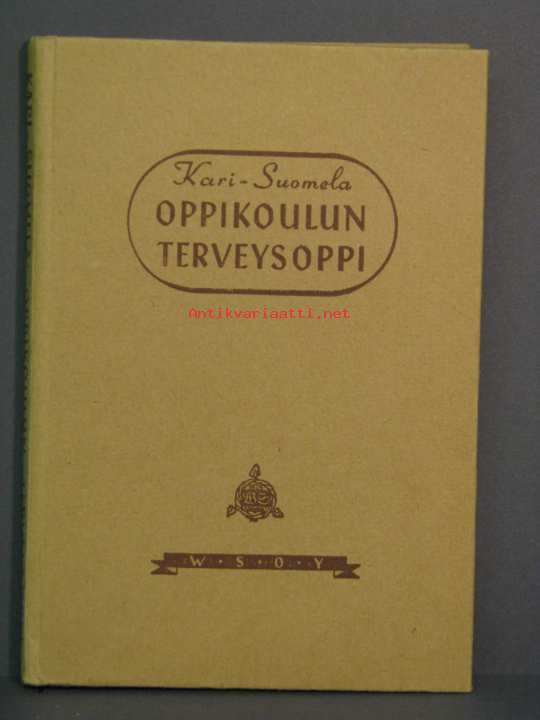 Kari-Suomela
OPPIKOULUN
TERVEYSOPPI
Antikvariaatti.net
W·S·O·Y